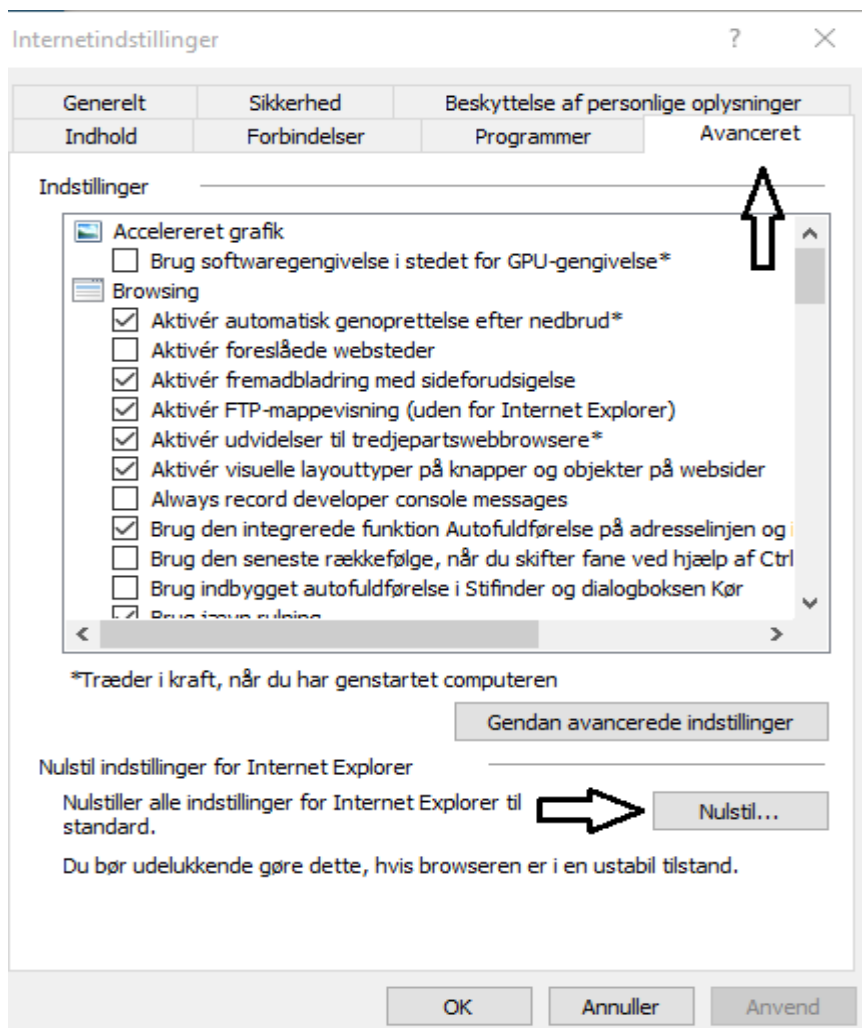 Internetindstillinger
Generelt Sikkerhed Beskyttelse af personlige oplysninger
Indhold Forbindelser Programmer Avanceret
Indstillinger
Accelereret grafik
Brug softwaregengivelse i stedet for GPU-gengivelse*
Browsing
Aktivér automatisk genoprettelse efter nedbrud*
Aktivér foreslåede websteder
Aktivér fremadbladring med sideforudsigelse
Aktivér FTP-mappevisning (uden for Internet Explorer)
Aktivér udvidelser til tredjepartswebbrowsere*
Aktivér visuelle layouttyper på knapper og objekter på websider
Always record developer console messages
Brug den integrerede funktion Autofuldførelse på adresselinjen og i
Brug den seneste rækkefølge, når du skifter fane ved hjælp af Ctrl
Brug indbygget autofuldførelse i Stifinder og dialogboksen Kør
Brug jævn rulning
*Træder i kraft, når du har genstartet computeren
Gendan avancerede indstillinger
Nulstil indstillinger for Internet Explorer
Nulstiller alle indstillinger for Internet Explorer til
standard.
Nulstil...
Du bør udelukkende gøre dette, hvis browseren er i en ustabil tilstand.
OK Annuller Anvend